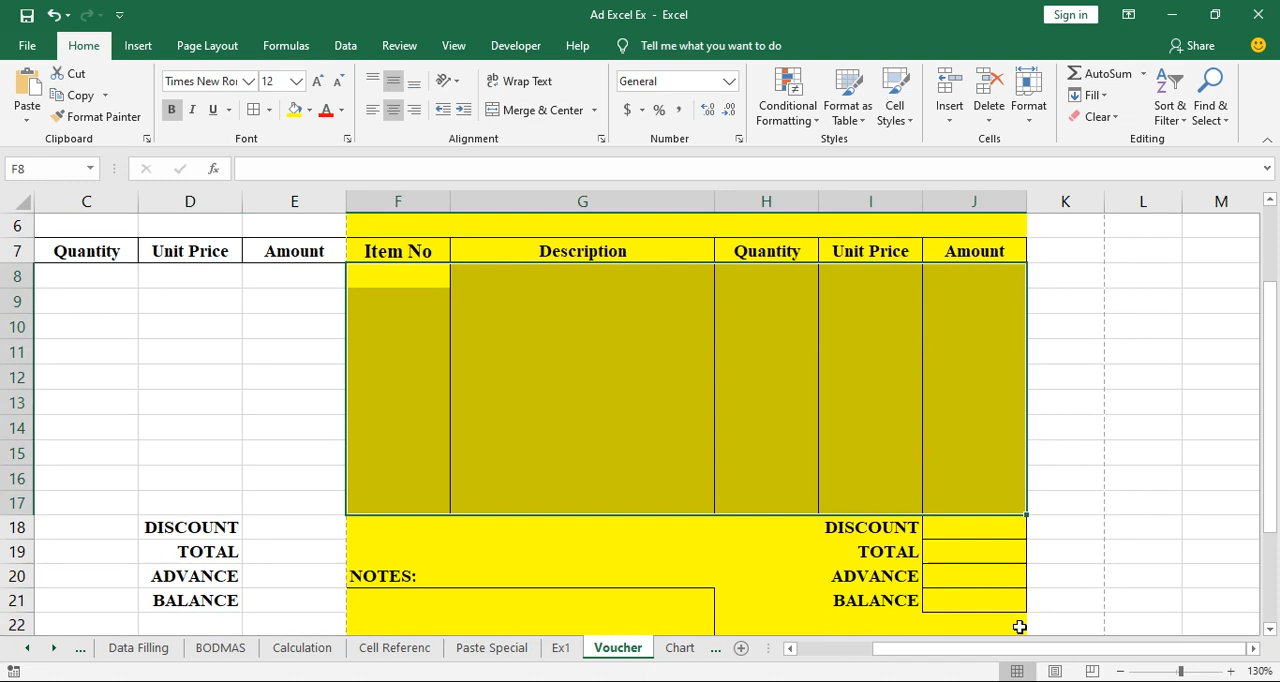 Ad Excel Ex - Excel
Sign in
File Home Insert Page Layout Formulas Data Review View Developer Help Tell me what you want to do Share
Paste
Cut
Copy
Format Painter
Clipboard
Times New Ro 12
B I U
Font
Wrap Text
Merge & Center
Alignment
General
$ % ,
Number
Conditional Formatting
Format as Table
Cell Styles
Styles
Insert Delete Format
Cells
AutoSum
Fill
Clear
Sort & Filter
Find & Select
Editing
F8 fx
C D E F G H I J K L M
6
7 Quantity Unit Price Amount Item No Description Quantity Unit Price Amount
8
9
10
11
12
13
14
15
16
17
18 DISCOUNT DISCOUNT
19 TOTAL TOTAL
20 ADVANCE NOTES: ADVANCE
21 BALANCE BALANCE
22
... Data Filling BODMAS Calculation Cell Referenc Paste Special Ex1 Voucher Chart ...
130%